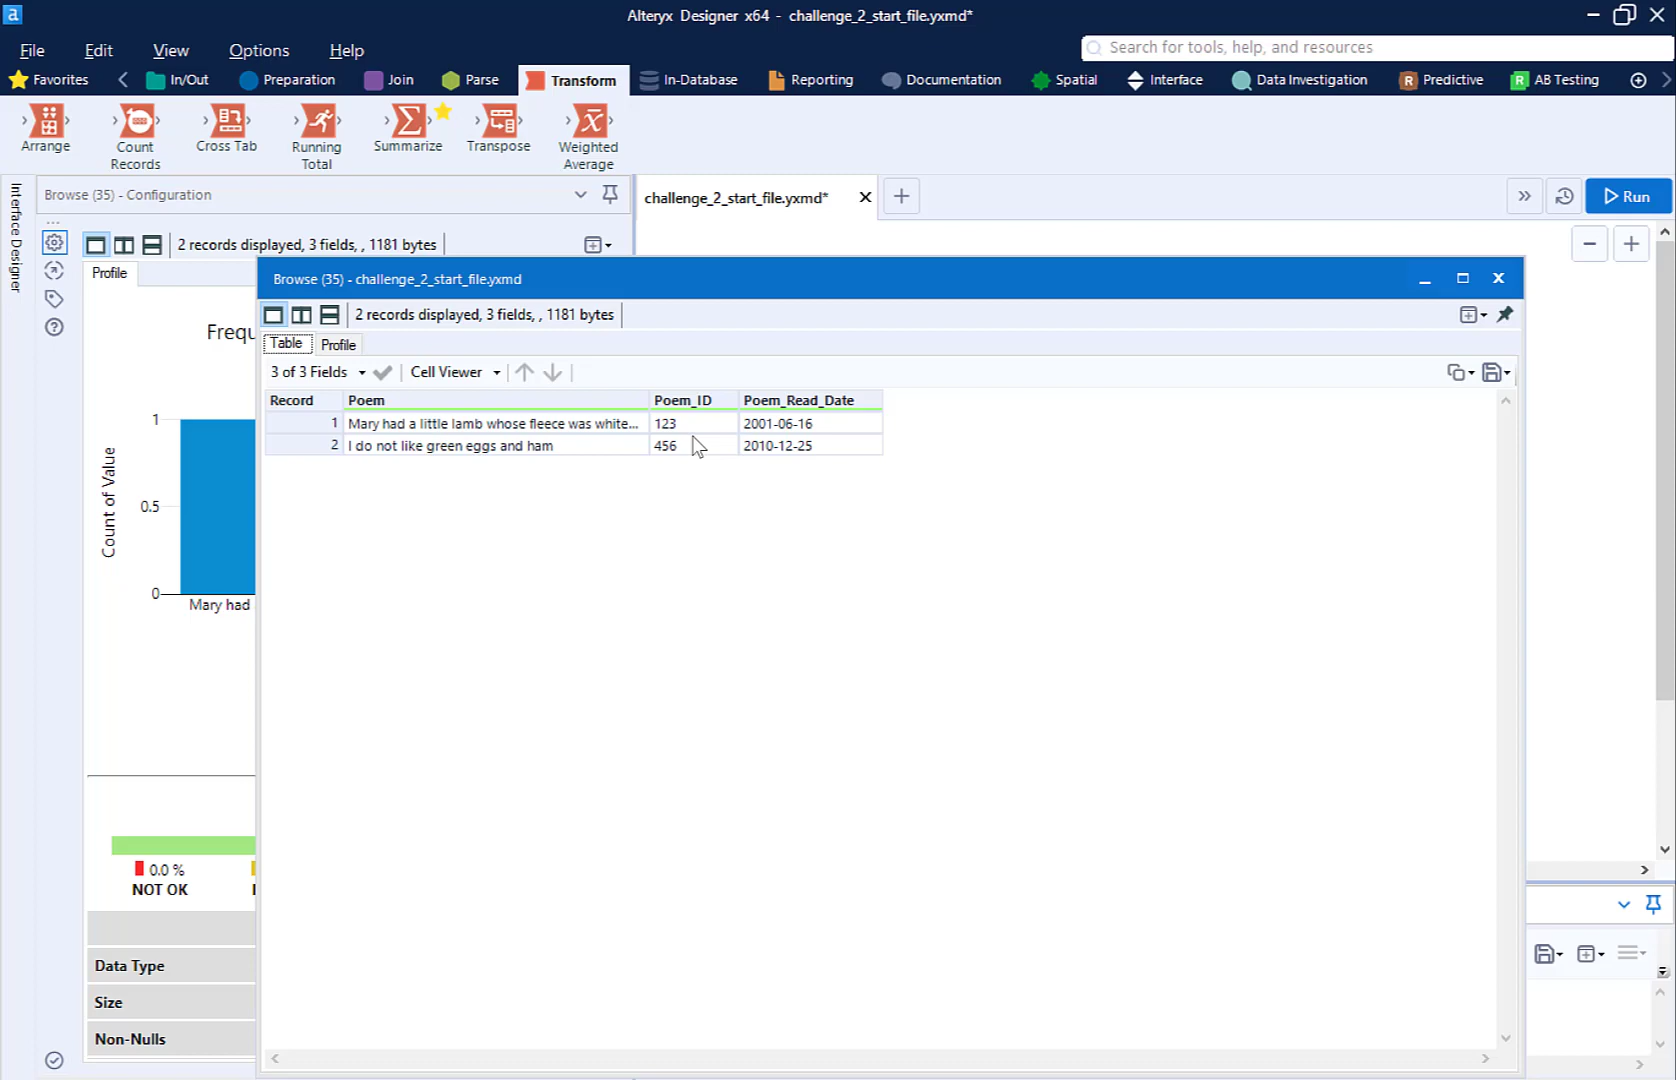 a
Alteryx Designer x64 - challenge_2_start_file.yxmd*
File Edit View Options Help
Search for tools, help, and resources
Favorites In/Out Preparation Join Parse Transform In-Database Reporting Documentation Spatial Interface Data Investigation Predictive AB Testing
Arrange Count Records Cross Tab Running Total Summarize Transpose Weighted Average
Interface Designer
Browse (35) - Configuration
challenge_2_start_file.yxmd*
Run
2 records displayed, 3 fields, , 1181 bytes
Profile
Browse (35) - challenge_2_start_file.yxmd
2 records displayed, 3 fields, , 1181 bytes
Table Profile
3 of 3 Fields Cell Viewer
Record Poem Poem_ID Poem_Read_Date
1 Mary had a little lamb whose fleece was white... 123 2001-06-16
2 I do not like green eggs and ham 456 2010-12-25
Frequ
Count of Value
1
0.5
0
Mary had
0.0 %
NOT OK
Data Type
Size
Non-Nulls